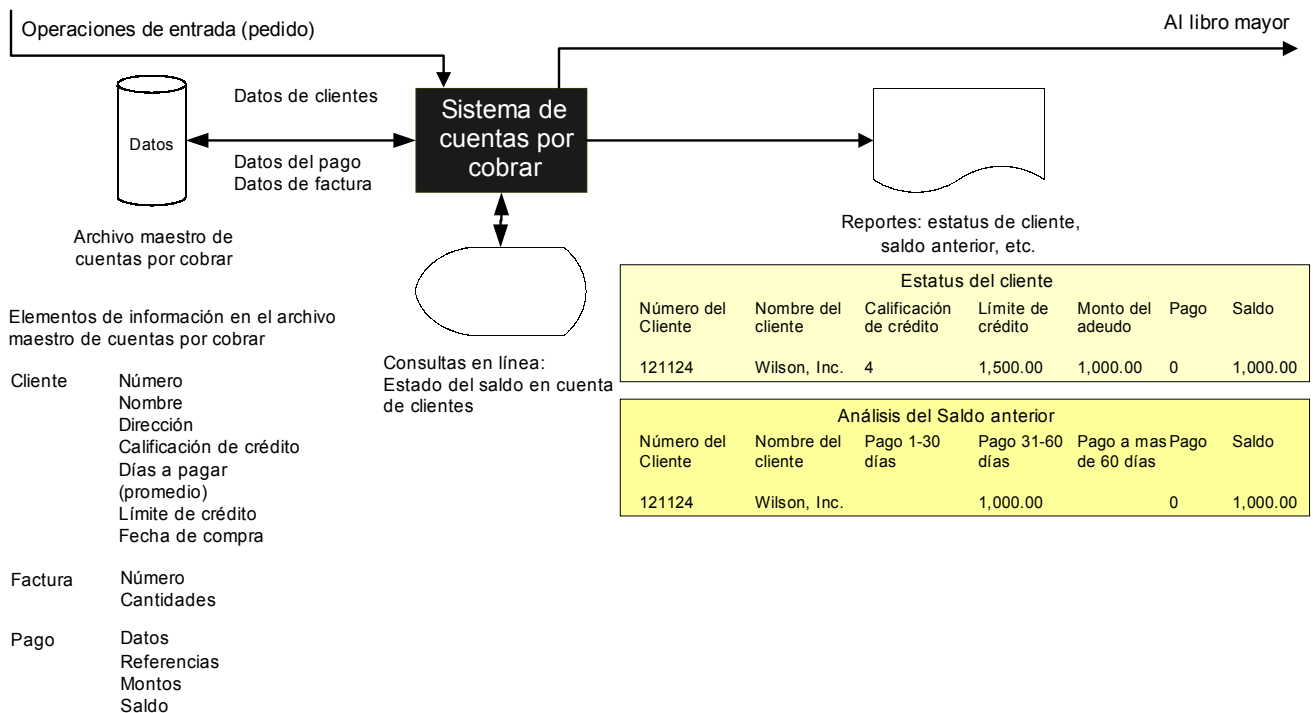 Operaciones de entrada (pedido)
Al libro mayor
Datos de clientes
Sistema de
cuentas por
cobrar
Datos
Datos del pago
Datos de factura
Archivo maestro de
cuentas por cobrar
Reportes: estatus de cliente,
saldo anterior, etc.
Elementos de información en el archivo
maestro de cuentas por cobrar
Cliente Número
Nombre
Dirección
Calificación de crédito
Días a pagar
(promedio)
Límite de crédito
Fecha de compra
Factura Número
Cantidades
Pago Datos
Referencias
Montos
Saldo
Consultas en línea:
Estado del saldo en cuenta
de clientes
Estatus del cliente
Número del Nombre del Calificación Límite de Monto del Pago Saldo
Cliente cliente de crédito crédito adeudo
121124 Wilson, Inc. 4 1,500.00 1,000.00 0 1,000.00
Análisis del Saldo anterior
Número del Nombre del Pago 1-30 Pago 31-60 Pago a mas Pago Saldo
Cliente cliente días días de 60 días
121124 Wilson, Inc. 1,000.00 0 1,000.00